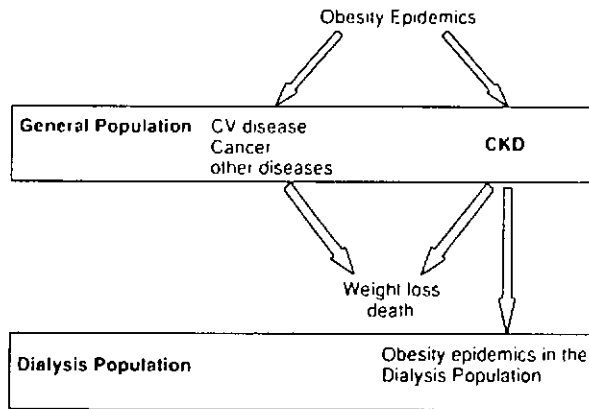 Obesity Epidemics
General Population
CV disease
Cancer
other diseases
CKD
Weight loss
death
Dialysis Population
Obesity epidemics in the
Dialysis Population